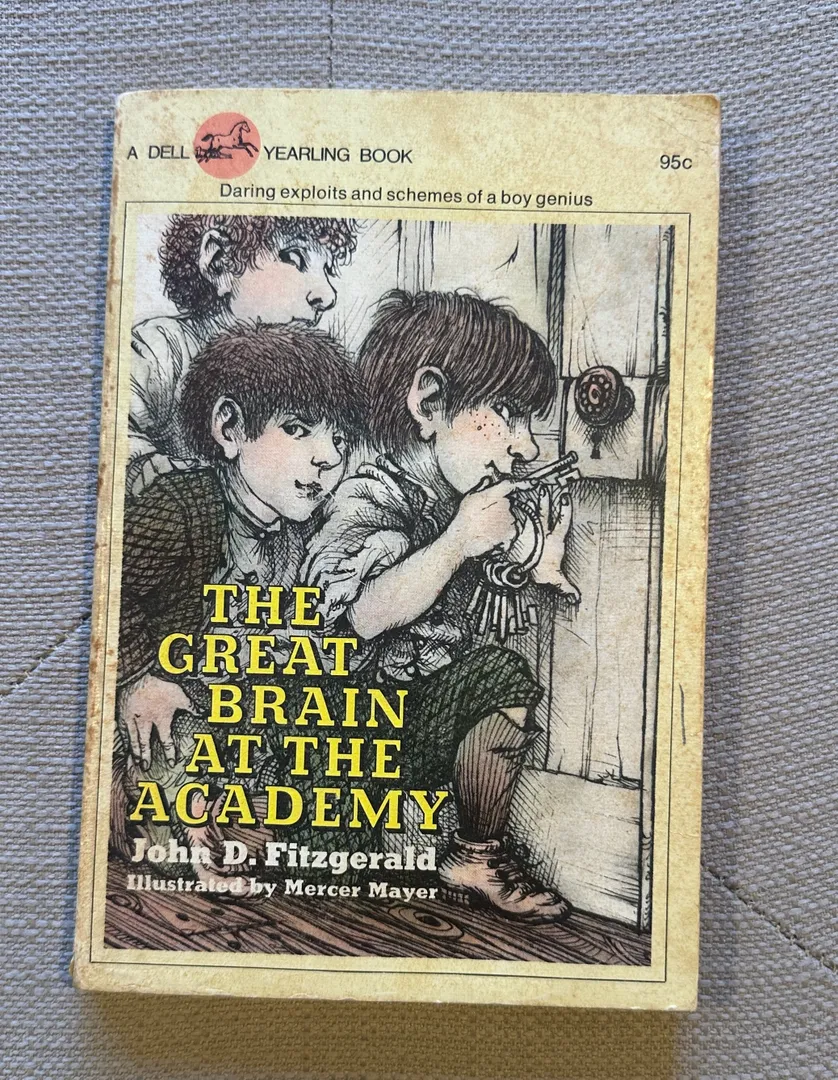 A DELL YEARLING BOOK
95c
Daring exploits and schemes of a boy genius
THE
GREAT
BRAIN
AT THE
ACADEMY
John D. Fitzgerald
Illustrated by Mercer Mayer